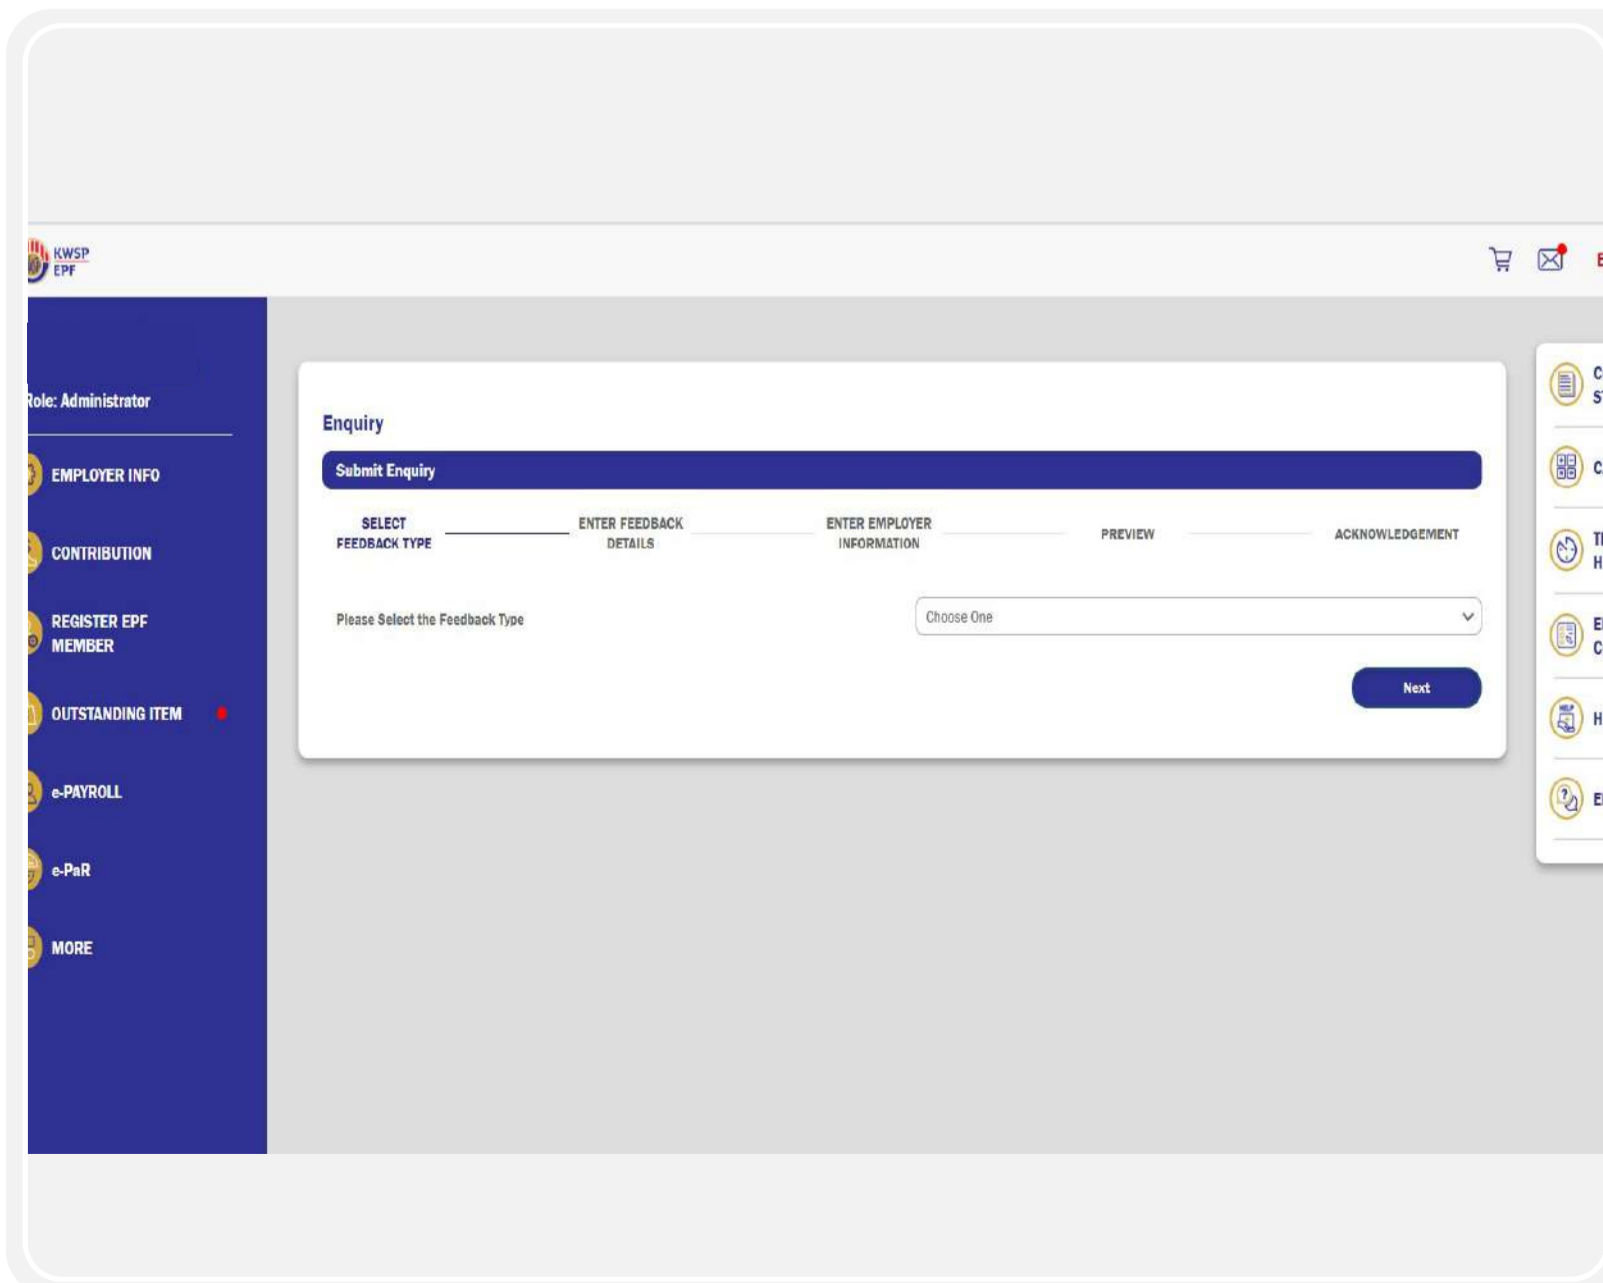 KWSP
EPF
Role: Administrator
EMPLOYER INFO
CONTRIBUTION
REGISTER EPF
MEMBER
OUTSTANDING ITEM
e-PAYROLL
e-PaR
MORE
Enquiry
Submit Enquiry
SELECT
FEEDBACK TYPE
ENTER FEEDBACK
DETAILS
ENTER EMPLOYER
INFORMATION
PREVIEW
ACKNOWLEDGEMENT
Please Select the Feedback Type
Choose One
Next
HELP